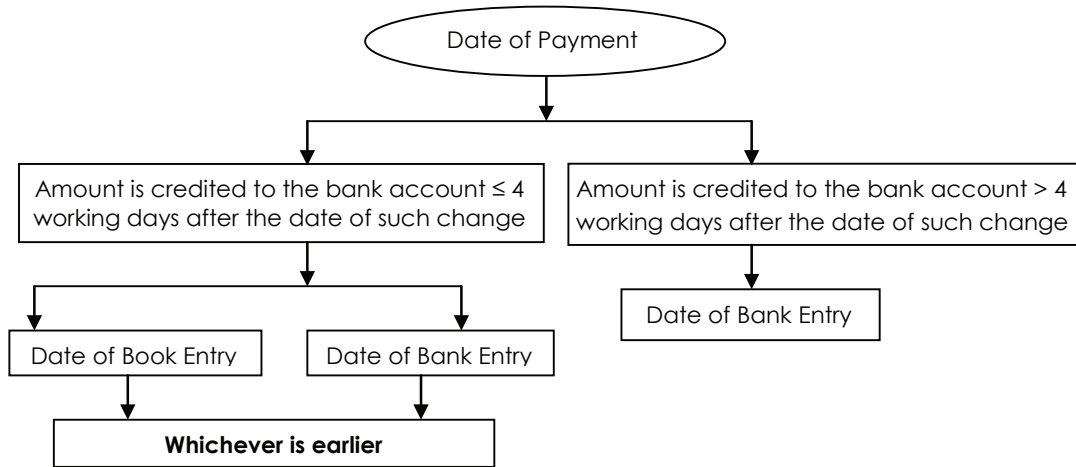 Date of Payment
Amount is credited to the bank account ≤ 4
working days after the date of such change
Amount is credited to the bank account > 4
working days after the date of such change
Date of Book Entry
Date of Bank Entry
Date of Bank Entry
Whichever is earlier